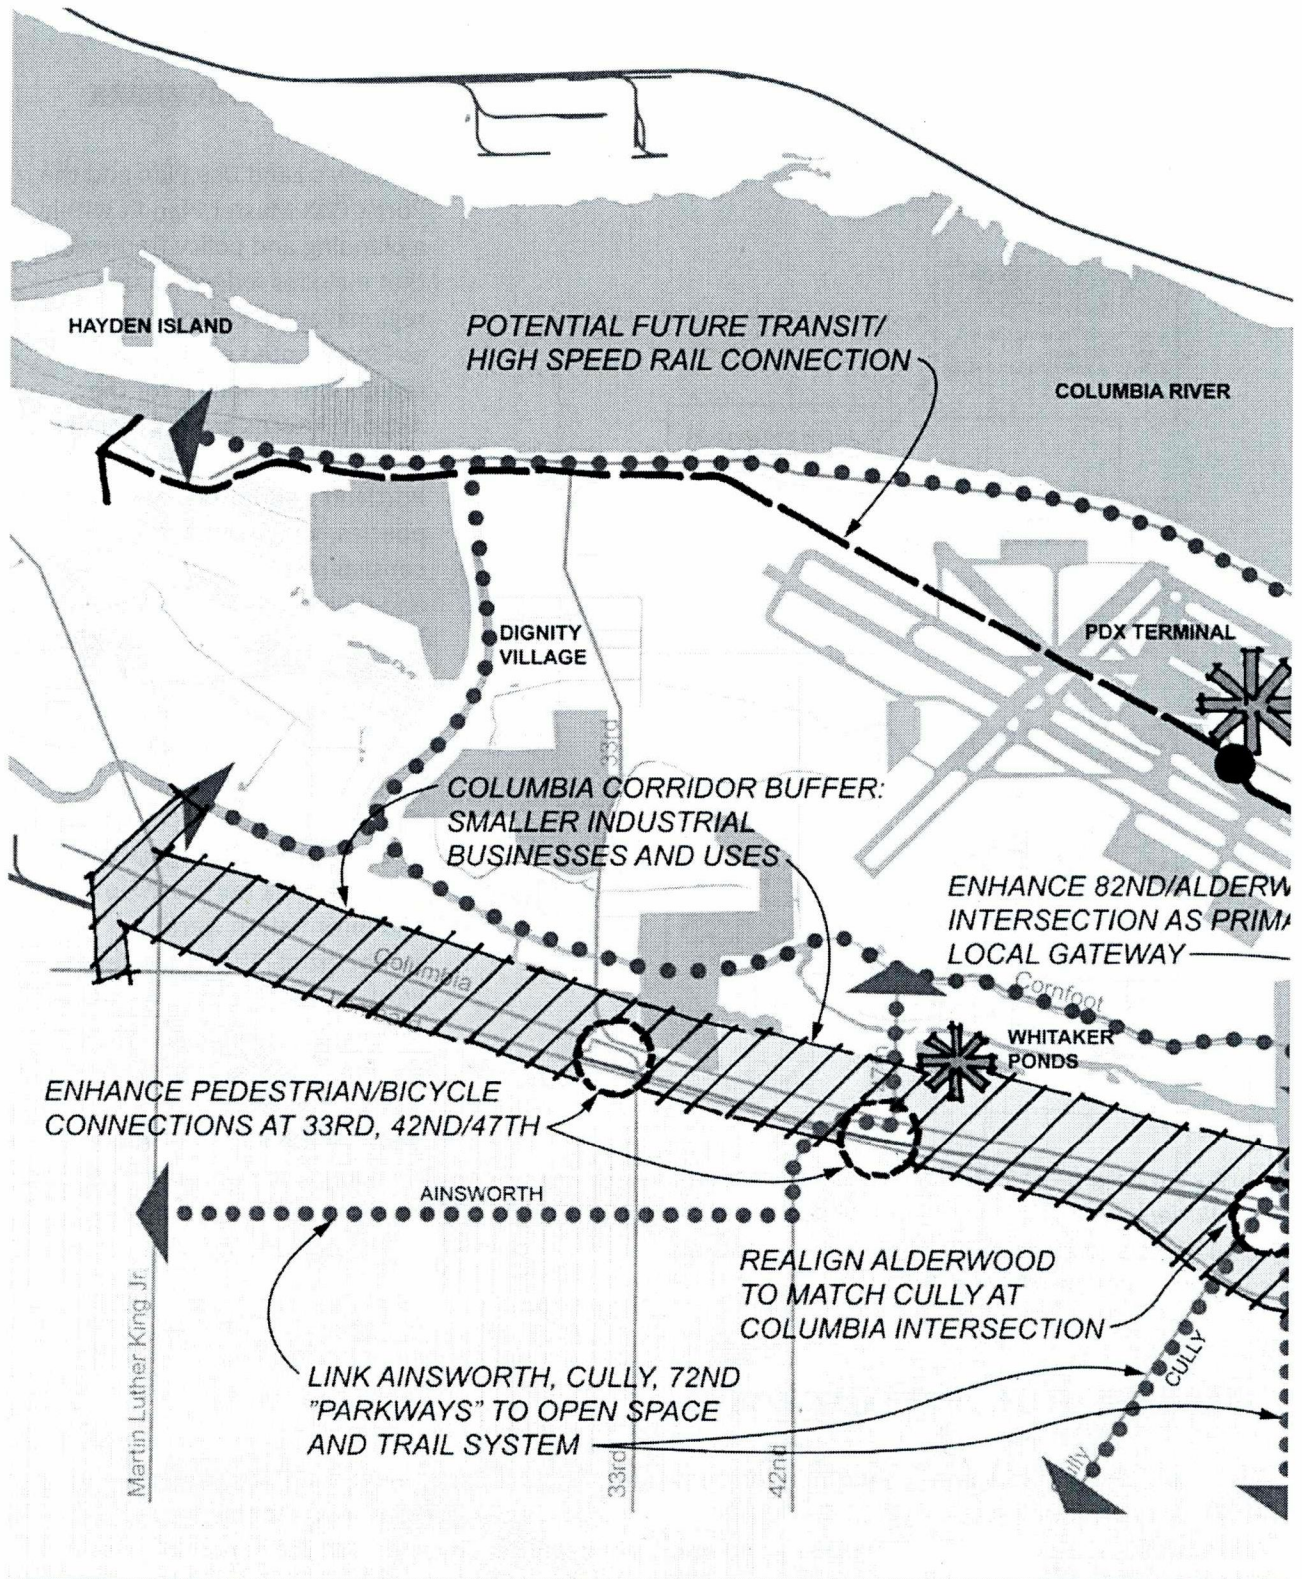 HAYDEN ISLAND
POTENTIAL FUTURE TRANSIT/
HIGH SPEED RAIL CONNECTION
COLUMBIA RIVER
DIGNITY
VILLAGE
PDX TERMINAL
33rd
COLUMBIA CORRIDOR BUFFER:
SMALLER INDUSTRIAL
BUSINESSES AND USES
ENHANCE 82ND/ALDERW
INTERSECTION AS PRIMA
LOCAL GATEWAY
Columbia
Cornfoot
WHITAKER
PONDS
ENHANCE PEDESTRIAN/BICYCLE
CONNECTIONS AT 33RD, 42ND/47TH
AINSWORTH
REALIGN ALDERWOOD
TO MATCH CULLY AT
COLUMBIA INTERSECTION
Martin Luther King Jr.
LINK AINSWORTH, CULLY, 72ND
"PARKWAYS" TO OPEN SPACE
AND TRAIL SYSTEM
33rd
42nd
CULLY